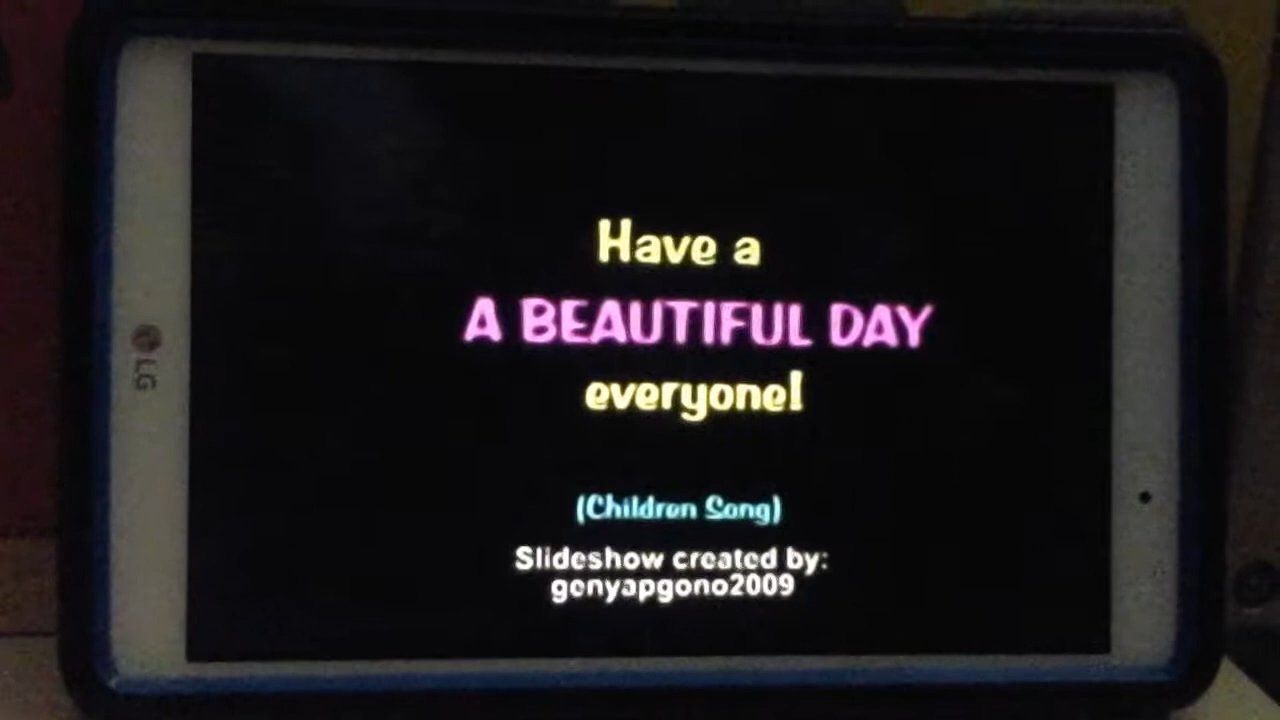 LG
Have a
A BEAUTIFUL DAY
everyone!
(Children Song)
Slideshow created by:
genyapgono2009